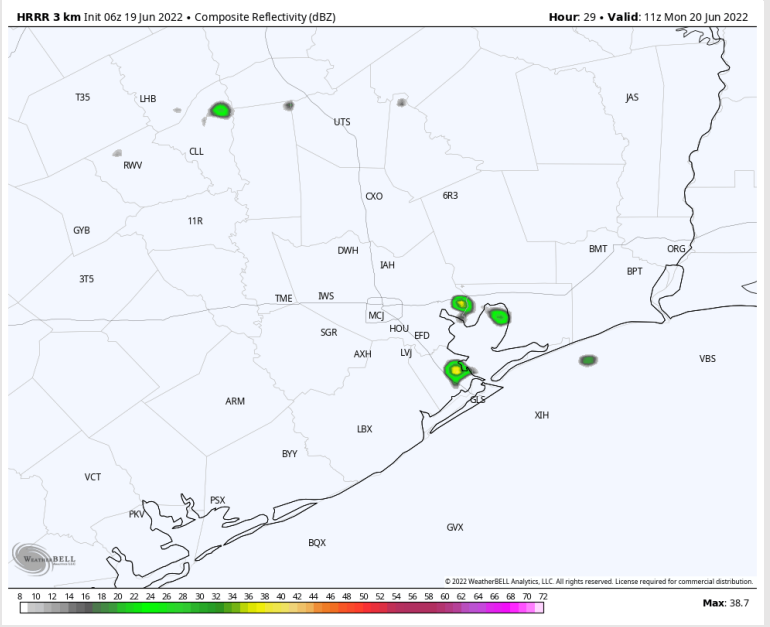 HRRR 3 km Init 06z 19 Jun 2022 • Composite Reflectivity (dBZ) Hour: 29 • Valid: 11z Mon 20 Jun 2022
T35 LHB JAS
UTS
CLL
RWV
CXO 6R3
11R
GYB
DWH BMT ORG
IAH
BPT
3T5
TME IWS
MCJ
SGR HOU EFD
AXH LVJ VBS
ARM GLS
XIH
LBX
BYY
VCT
PSX
PKV
GVX
BQX
WEATHERBELL
© 2022 WeatherBELL Analytics, LLC. All rights reserved. License required for commercial distribution.
8 10 12 14 16 18 20 22 24 26 28 30 32 34 36 38 40 42 44 46 48 50 52 54 56 58 60 62 64 66 68 70 72
Max: 38.7